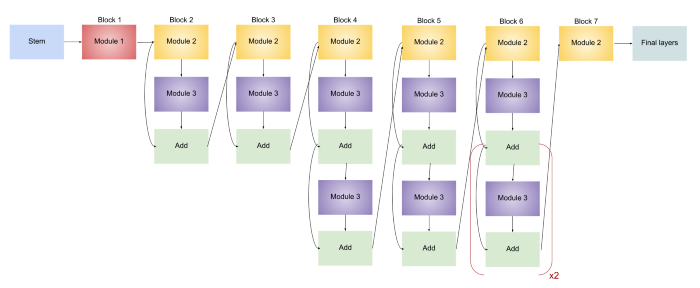 Block 1
Block 2
Block 3
Block 4
Block 5
Block 6
Block 7
Stem
Module 1
Module 2
Module 2
Module 2
Module 2
Module 2
Module 2
Final layers
Module 3
Module 3
Module 3
Module 3
Module 3
Add
Add
Add
Add
Add
Module 3
Module 3
Module 3
Add
Add
Add
x2